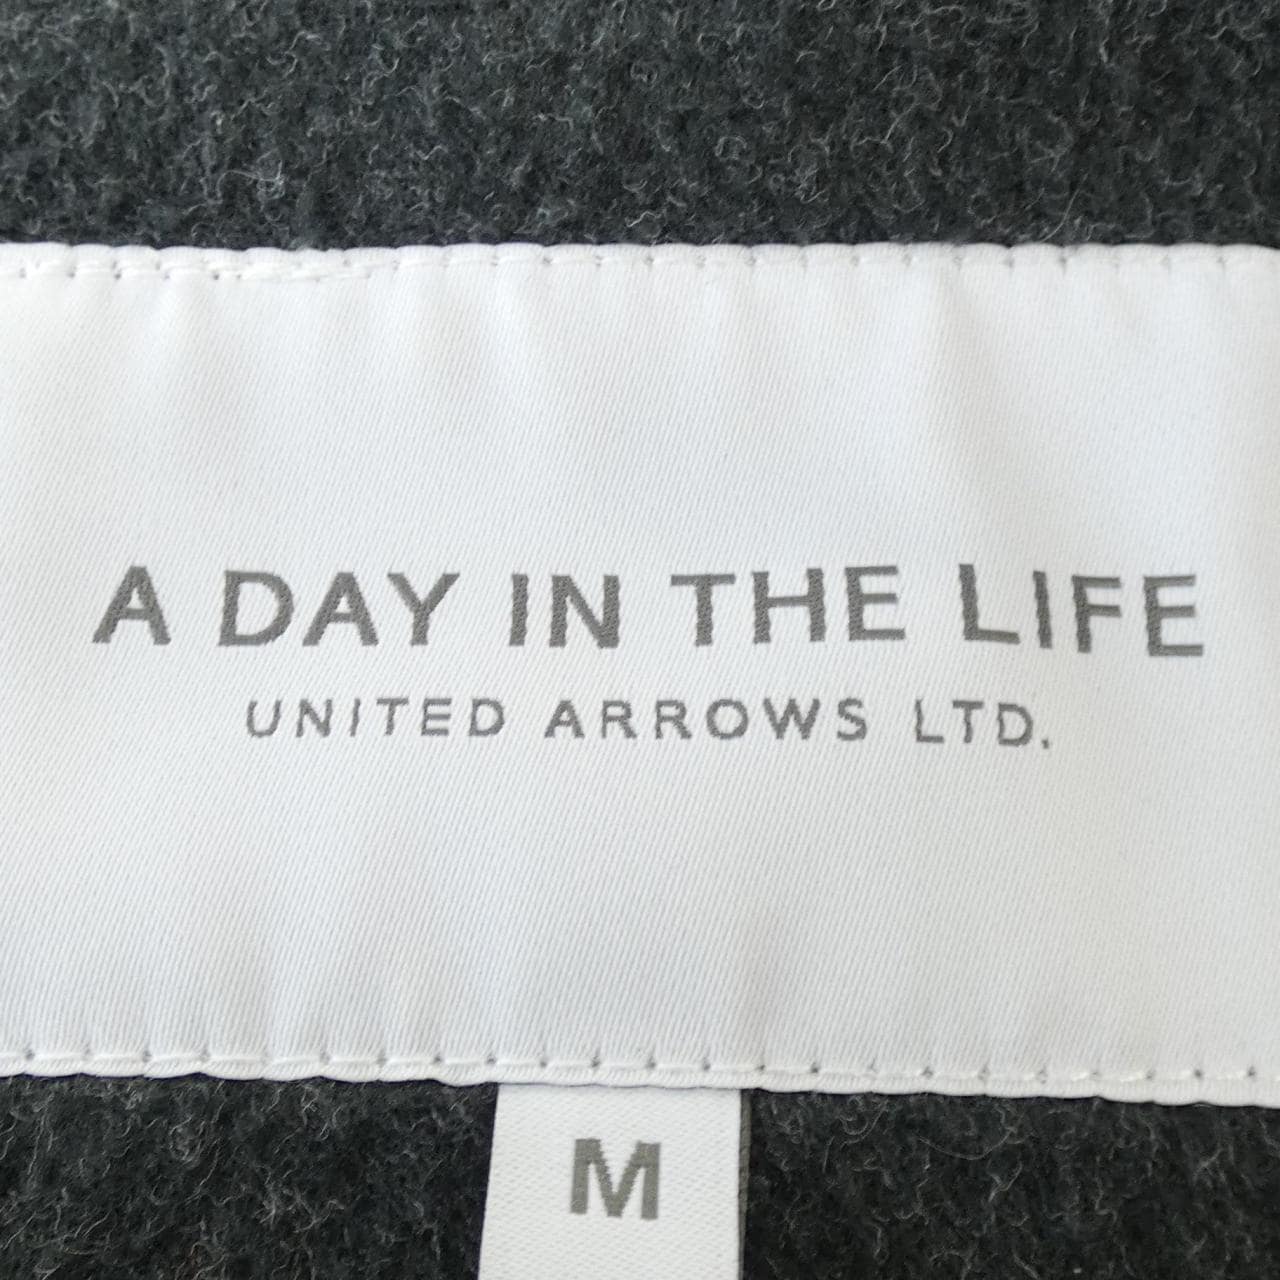 A DAY IN THE LIFE
UNITED ARROWS LTD.
M